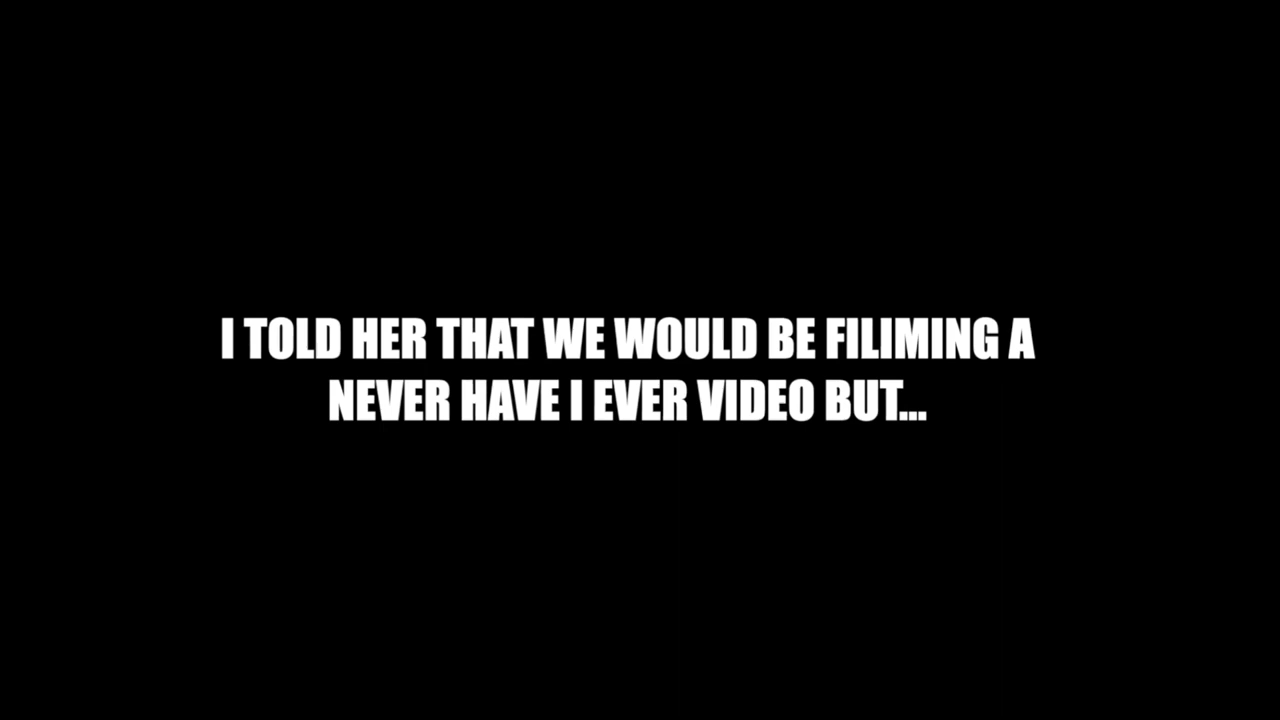 I TOLD HER THAT WE WOULD BE FILIMING A
NEVER HAVE I EVER VIDEO BUT...